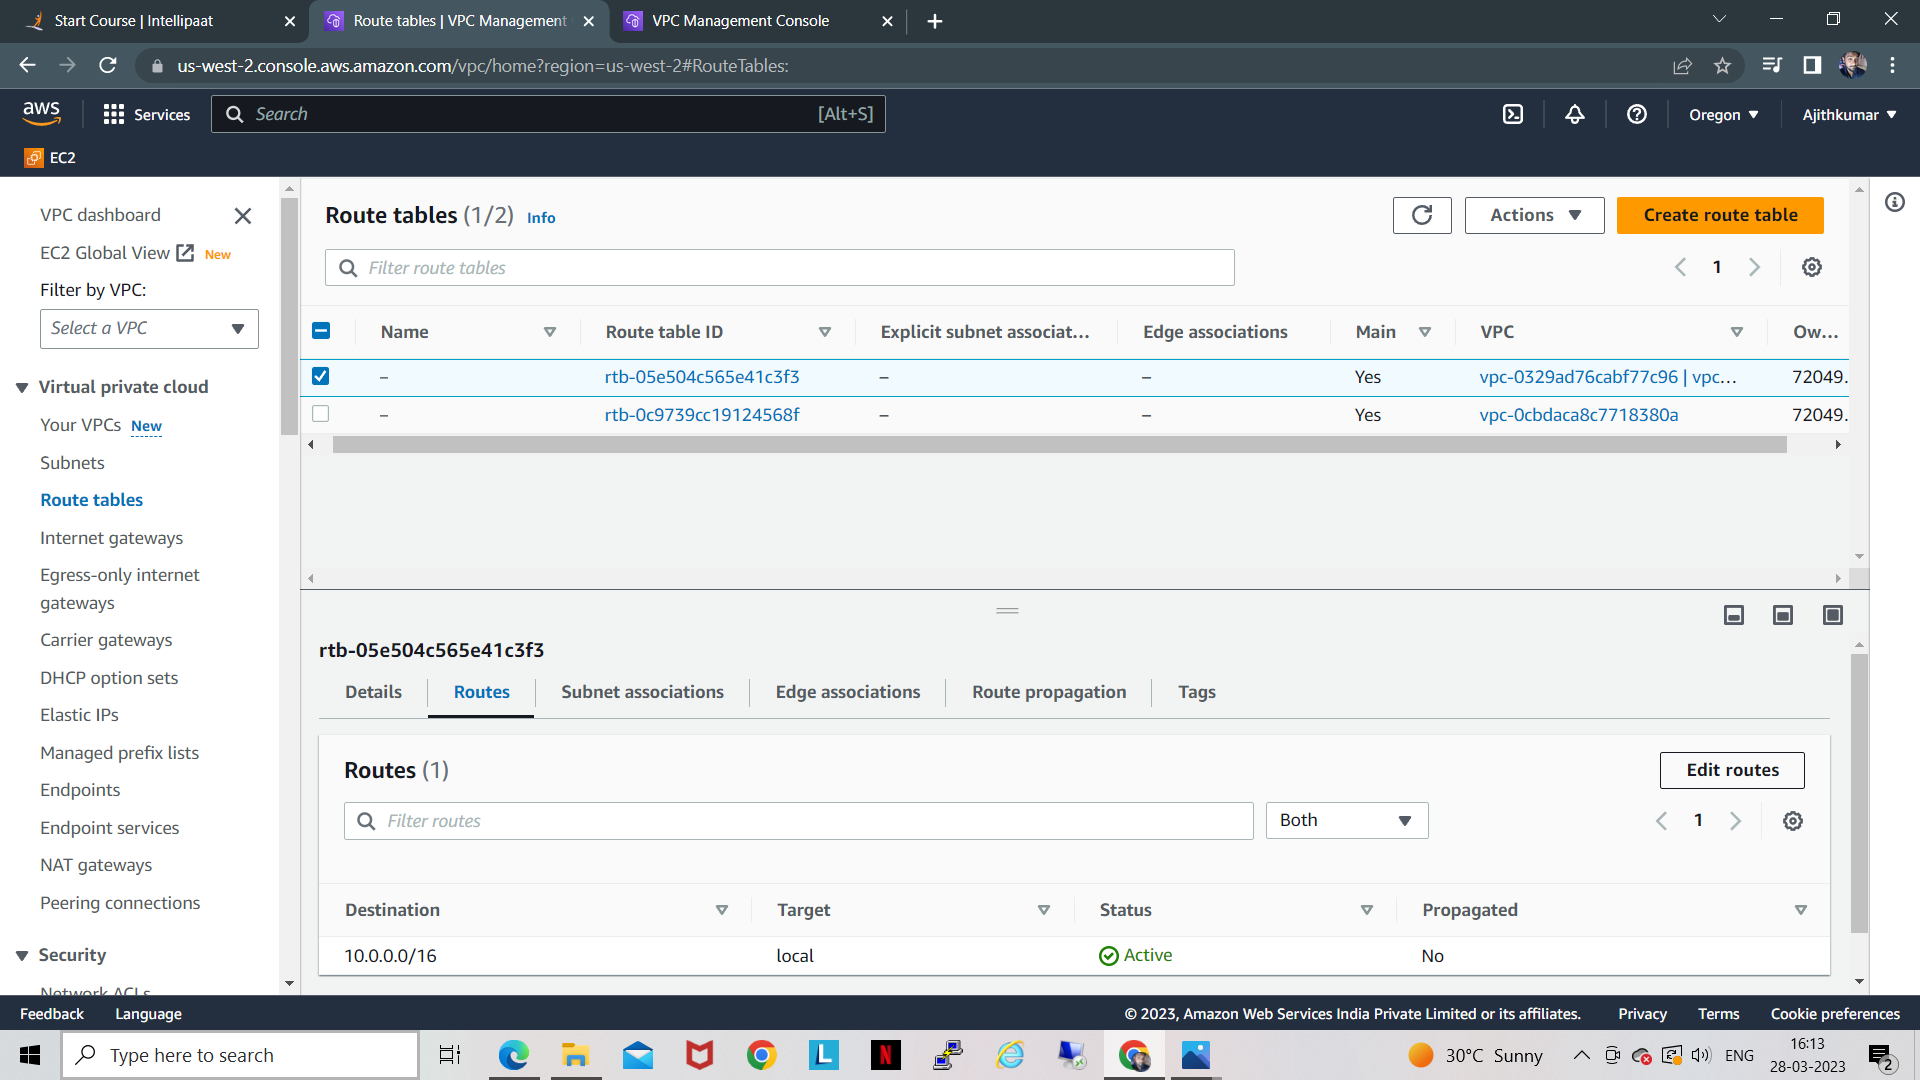 Start Course | Intellipaat
Route tables | VPC Management
VPC Management Console
us-west-2.console.aws.amazon.com/vpc/home?region=us-west-2#RouteTables:
aws
Services
Search
[Alt+S]
Oregon
Ajithkumar
EC2
VPC dashboard
EC2 Global View
New
Filter by VPC:
Select a VPC
Virtual private cloud
Your VPCs New
Subnets
Route tables
Internet gateways
Egress-only internet
gateways
Carrier gateways
DHCP option sets
Elastic IPs
Managed prefix lists
Endpoints
Endpoint services
NAT gateways
Peering connections
Security
Network ACLs
Route tables (1/2) Info
Actions
Create route table
Filter route tables
1
Name Route table ID Explicit subnet associat... Edge associations Main VPC Ow...
– rtb-05e504c565e41c3f3 – – Yes vpc-0329ad76cabf77c96 | vpc... 72049.
– rtb-0c9739cc19124568f – – Yes vpc-0cbdaca8c7718380a 72049.
rtb-05e504c565e41c3f3
Details Routes Subnet associations Edge associations Route propagation Tags
Routes (1)
Edit routes
Filter routes
Both
1
Destination Target Status Propagated
10.0.0.0/16 local Active No
Feedback Language © 2023, Amazon Web Services India Private Limited or its affiliates. Privacy Terms Cookie preferences
Type here to search
L
N
30°C Sunny
ENG
16:13
28-03-2023
2